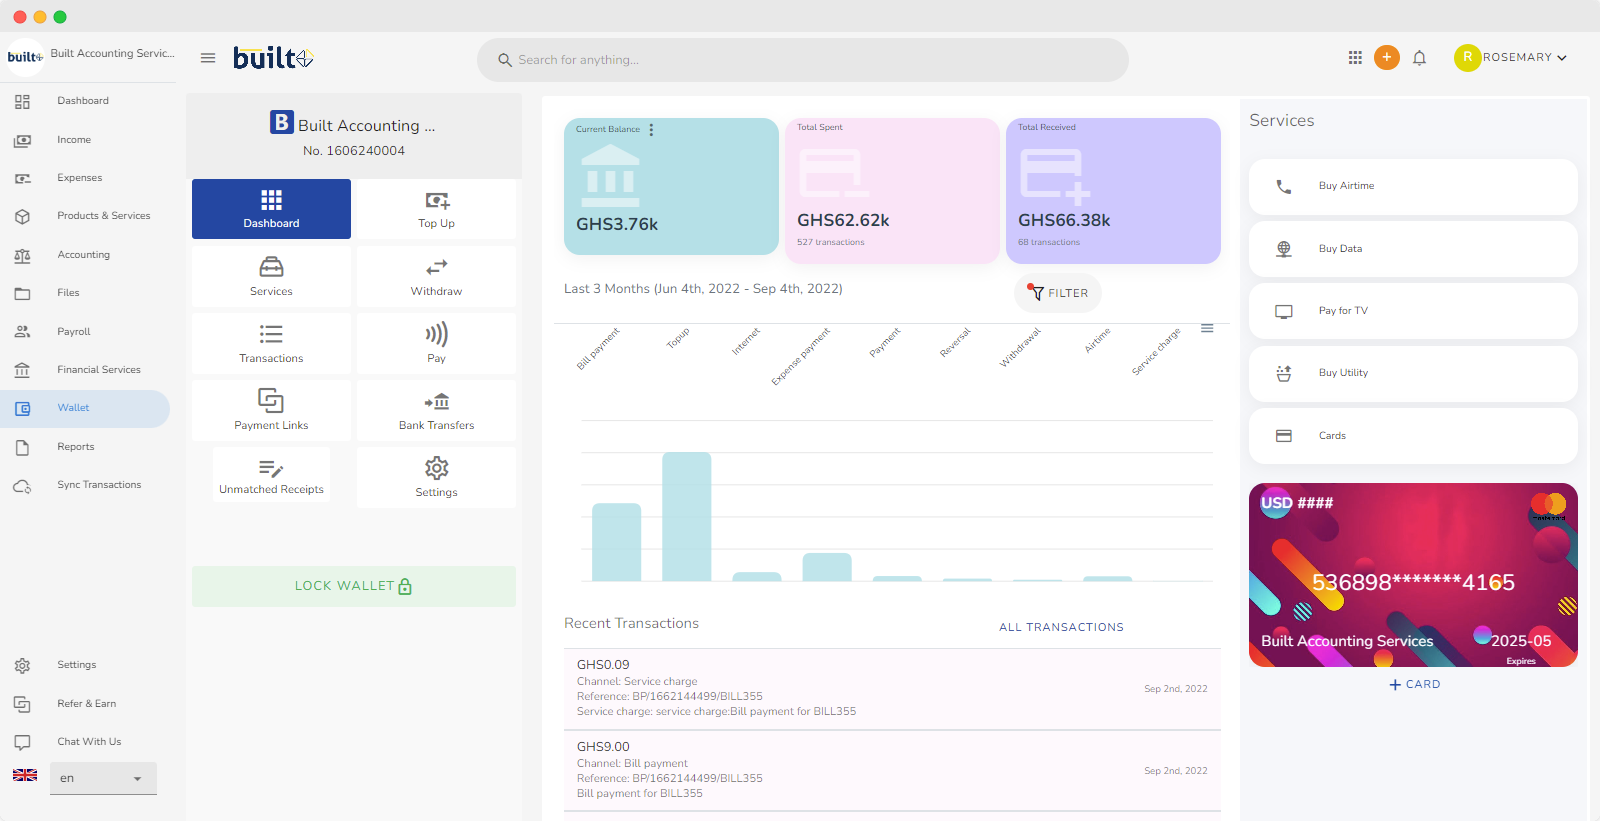 built
Built Accounting Servic...
built
Search for anything...
R
ROSEMARY
Dashboard
Income
Expenses
Products & Services
Accounting
Files
Payroll
Financial Services
Wallet
Reports
Sync Transactions
Settings
Refer & Earn
Chat With Us
en
B Built Accounting ...
No. 1606240004
Dashboard
Top Up
Services
Withdraw
Transactions
Pay
Payment Links
Bank Transfers
Unmatched Receipts
Settings
LOCK WALLET
Current Balance
GHS3.76k
Total Spent
GHS62.62k
527 transactions
Total Received
GHS66.38k
68 transactions
Last 3 Months (Jun 4th, 2022 - Sep 4th, 2022)
FILTER
Bill payment
Topup
Internet
Expense payment
Payment
Reversal
Withdrawal
Airtime
Service charge
Recent Transactions
ALL TRANSACTIONS
GHS0.09
Channel: Service charge
Reference: BP/1662144499/BILL355
Service charge: service charge:Bill payment for BILL355
Sep 2nd, 2022
GHS9.00
Channel: Bill payment
Reference: BP/1662144499/BILL355
Bill payment for BILL355
Sep 2nd, 2022
Services
Buy Airtime
Buy Data
Pay for TV
Buy Utility
Cards
USD ####
mastercard
536898*******4165
Built Accounting Services
2025-05
Expires
+ CARD